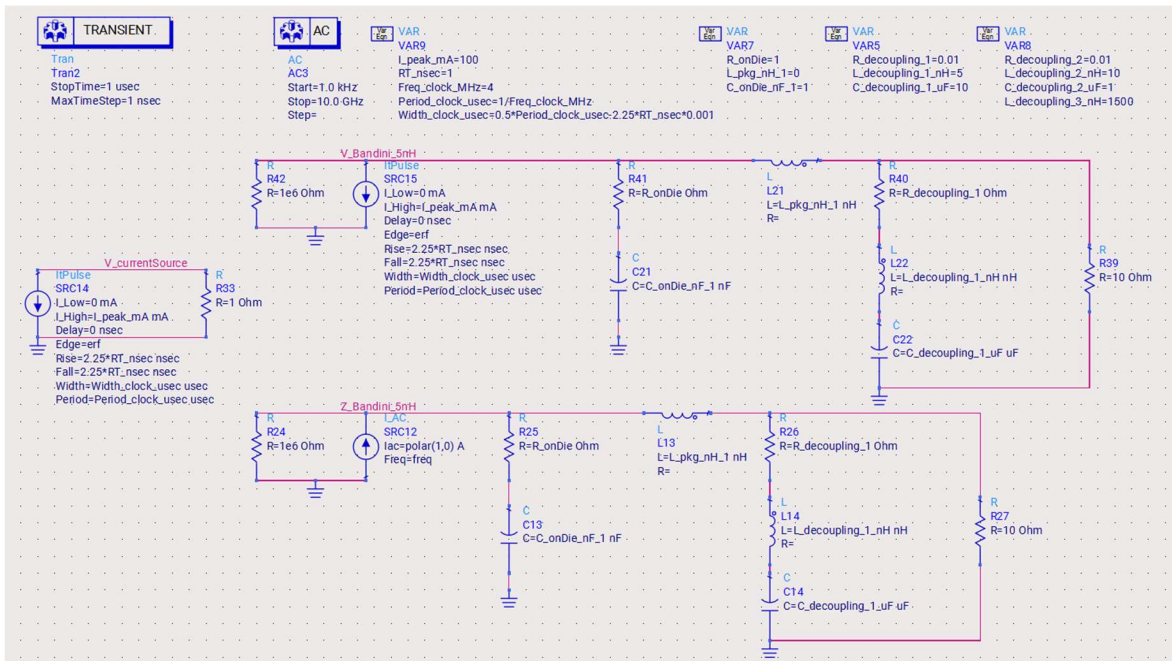 TRANSIENT
Tran
Tran2
StopTime=1 usec
MaxTimeStep=1 nsec
AC
AC
AC3
Start=1.0 kHz
Stop=10.0 GHz
Step=
Var
Eqn
VAR
VAR9
I_peak_mA=100
RT_nsec=1
Freq_clock_MHz=4
Period_clock_usec=1/Freq_clock_MHz
Width_clock_usec=0.5*Period_clock_usec-2.25*RT_nsec*0.001
Var
Eqn
VAR
VAR7
R_onDie=1
L_pkg_nH_1=0
C_onDie_nF_1=1
Var
Eqn
VAR
VAR5
R_decoupling_1=0.01
L_decoupling_1_nH=5
C_decoupling_1_uF=10
Var
Eqn
VAR
VAR8
R_decoupling_2=0.01
L_decoupling_2_nH=10
C_decoupling_2_uF=1
L_decoupling_3_nH=1500
V_Bandini_5nH
R
R42
R=1e6 Ohm
ItPulse
SRC15
I_Low=0 mA
I_High=I_peak_mA mA
Delay=0 nsec
Edge=erf
Rise=2.25*RT_nsec nsec
Fall=2.25*RT_nsec nsec
Width=Width_clock_usec usec
Period=Period_clock_usec usec
R
R41
R=R_onDie Ohm
C
C21
C=C_onDie_nF_1 nF
L
L21
L=L_pkg_nH_1 nH
R=
R
R40
R=R_decoupling_1 Ohm
L
L22
L=L_decoupling_1_nH nH
R=
C
C22
C=C_decoupling_1_uF uF
R
R39
R=10 Ohm
V_currentSource
ItPulse
SRC14
I_Low=0 mA
I_High=I_peak_mA mA
Delay=0 nsec
Edge=erf
Rise=2.25*RT_nsec nsec
Fall=2.25*RT_nsec nsec
Width=Width_clock_usec usec
Period=Period_clock_usec usec
R
R33
R=1 Ohm
Z_Bandini_5nH
R
R24
R=1e6 Ohm
I_AC
SRC12
Iac=polar(1,0) A
Freq=freq
R
R25
R=R_onDie Ohm
C
C13
C=C_onDie_nF_1 nF
L
L13
L=L_pkg_nH_1 nH
R=
R
R26
R=R_decoupling_1 Ohm
L
L14
L=L_decoupling_1_nH nH
R=
C
C14
C=C_decoupling_1_uF uF
R
R27
R=10 Ohm